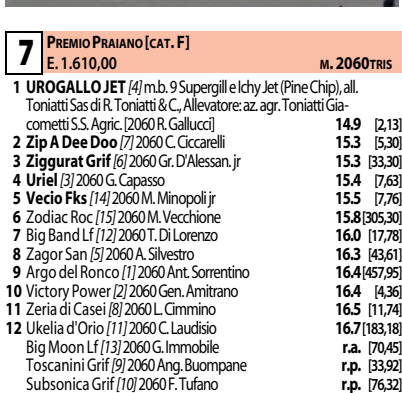 7 PREMIO PRAIANO [CAT. F]
E. 1.610,00 M. 2060TRIS
1 UROGALLO JET [4] m.b. 9 Supergill e Ichy Jet (Pine Chip), all.
Toniatti Sas di R. Toniatti & C., Allevatore: az. agr. Toniatti Gia-
cometti S.S. Agric. [2060 R. Gallucci] 14.9 [2,13]
2 Zip A Dee Doo [7] 2060 C. Ciccarelli 15.3 [5,30]
3 Ziggurat Grif [6] 2060 Gr. D'Alessan. jr 15.3 [33,30]
4 Uriel [3] 2060 G. Capasso 15.4 [7,63]
5 Vecio Fks [14] 2060 M. Minopoli jr 15.5 [7,76]
6 Zodiac Roc [15] 2060 M. Vecchione 15.8 [305,30]
7 Big Band Lf [12] 2060 T. Di Lorenzo 16.0 [17,78]
8 Zagor San [5] 2060 A. Silvestro 16.3 [43,61]
9 Argo del Ronco [1] 2060 Ant. Sorrentino 16.4 [457,95]
10 Victory Power [2] 2060 Gen. Amitrano 16.4 [4,36]
11 Zeria di Casei [8] 2060 L. Cimmino 16.5 [11,74]
12 Ukelia d'Orio [11] 2060 C. Laudisio 16.7 [183,18]
Big Moon Lf [13] 2060 G. Immobile r.a. [70,45]
Toscanini Grif [9] 2060 Ang. Buompane r.p. [33,92]
Subsonica Grif [10] 2060 F. Tufano r.p. [76,32]